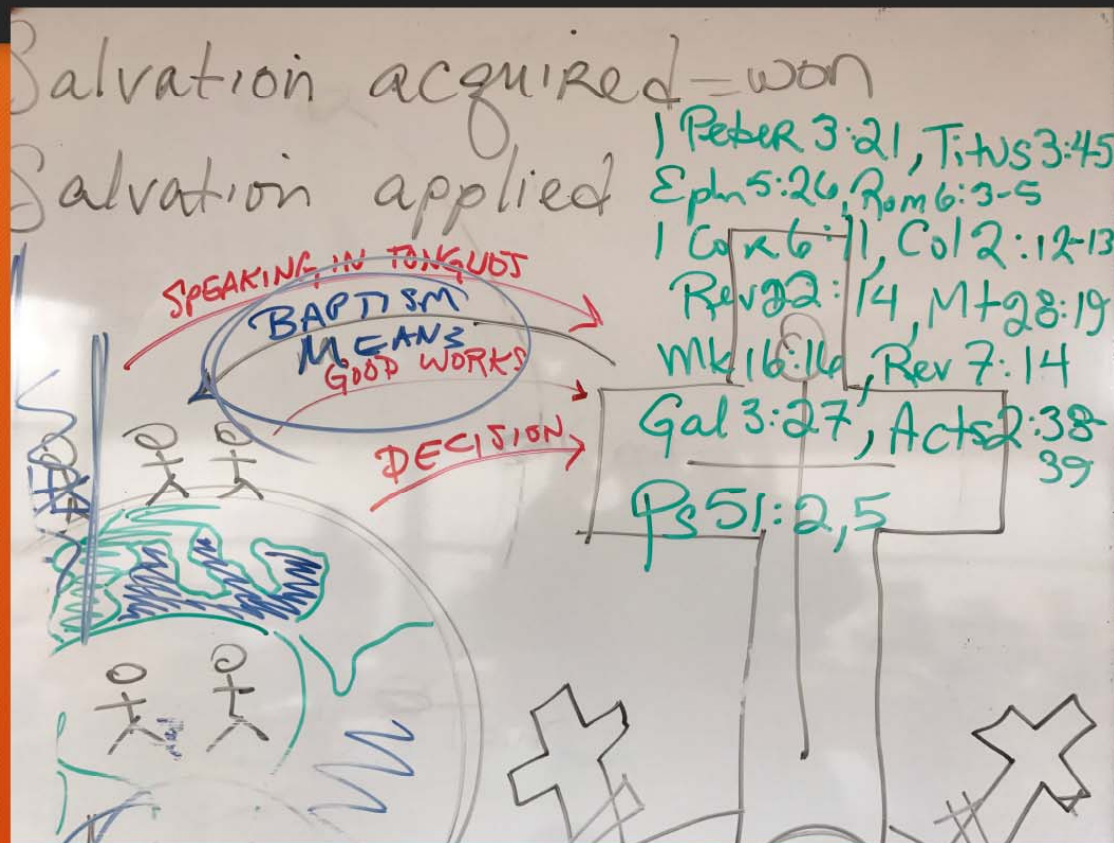 Salvation acquired = won
Salvation applied
1 Peter 3:21, Titus 3:45
Eph 5:26, Rom 6:3-5
1 Cor 6:11, Col 2:12-13
Rev 22:14, Mt 28:19
Mk 16:16, Rev 7:14
Gal 3:27, Acts 2:38-
39
Ps 51:2,5
SPEAKING IN TONGUES
BAPTISM
MEANS
GOOD WORKS
DECISION